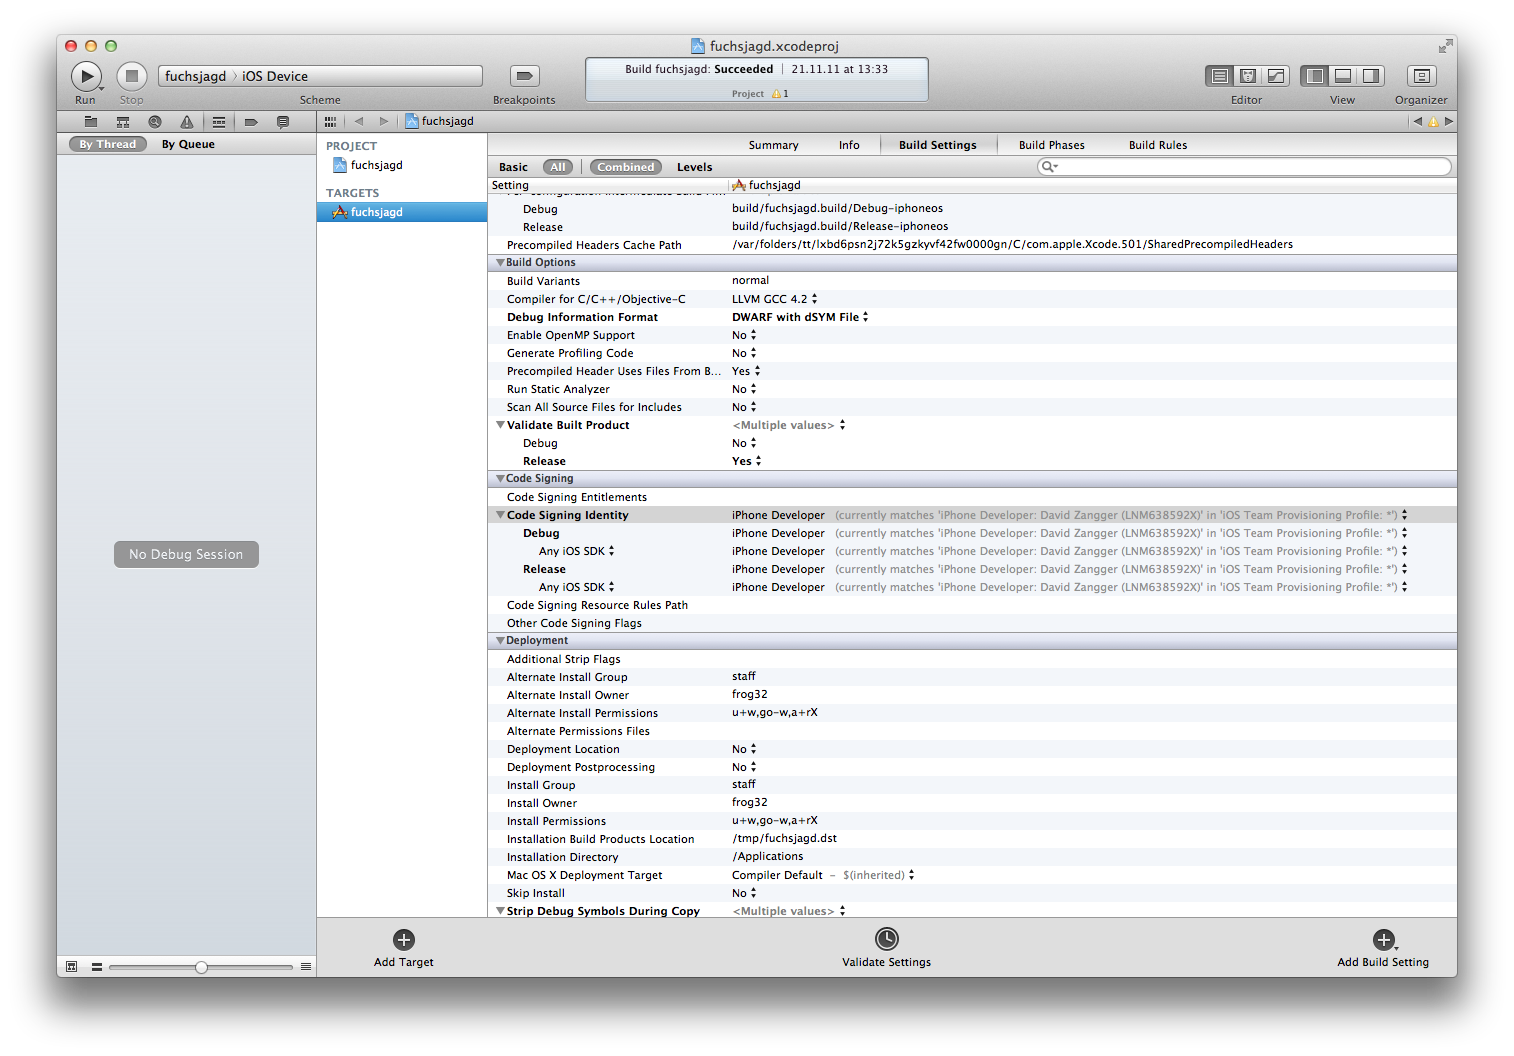 fuchsjagd.xcodeproj
fuchsjagd 〉 iOS Device
Build fuchsjagd: Succeeded | 21.11.11 at 13:33
Project 1
Run Stop Scheme Breakpoints Editor View Organizer
fuchsjagd
By Thread By Queue
PROJECT
fuchsjagd
TARGETS
fuchsjagd
No Debug Session
Summary Info Build Settings Build Phases Build Rules
Basic All Combined Levels
Setting fuchsjagd
Debug build/fuchsjagd.build/Debug-iphoneos
Release build/fuchsjagd.build/Release-iphoneos
Precompiled Headers Cache Path /var/folders/tt/lxbd6psn2j72k5gzkyvf42fw0000gn/C/com.apple.Xcode.501/SharedPrecompiledHeaders
Build Options
Build Variants normal
Compiler for C/C++/Objective-C LLVM GCC 4.2
Debug Information Format DWARF with dSYM File
Enable OpenMP Support No
Generate Profiling Code No
Precompiled Header Uses Files From B... Yes
Run Static Analyzer No
Scan All Source Files for Includes No
Validate Built Product <Multiple values>
Debug No
Release Yes
Code Signing
Code Signing Entitlements
Code Signing Identity iPhone Developer (currently matches 'iPhone Developer: David Zangger (LNM638592X)' in 'iOS Team Provisioning Profile: *')
Debug iPhone Developer (currently matches 'iPhone Developer: David Zangger (LNM638592X)' in 'iOS Team Provisioning Profile: *')
Any iOS SDK iPhone Developer (currently matches 'iPhone Developer: David Zangger (LNM638592X)' in 'iOS Team Provisioning Profile: *')
Release iPhone Developer (currently matches 'iPhone Developer: David Zangger (LNM638592X)' in 'iOS Team Provisioning Profile: *')
Any iOS SDK iPhone Developer (currently matches 'iPhone Developer: David Zangger (LNM638592X)' in 'iOS Team Provisioning Profile: *')
Code Signing Resource Rules Path
Other Code Signing Flags
Deployment
Additional Strip Flags
Alternate Install Group staff
Alternate Install Owner frog32
Alternate Install Permissions u+w,go-w,a+rX
Alternate Permissions Files
Deployment Location No
Deployment Postprocessing No
Install Group staff
Install Owner frog32
Install Permissions u+w,go-w,a+rX
Installation Build Products Location /tmp/fuchsjagd.dst
Installation Directory /Applications
Mac OS X Deployment Target Compiler Default – $(inherited)
Skip Install No
Strip Debug Symbols During Copy <Multiple values>
Add Target Validate Settings Add Build Setting